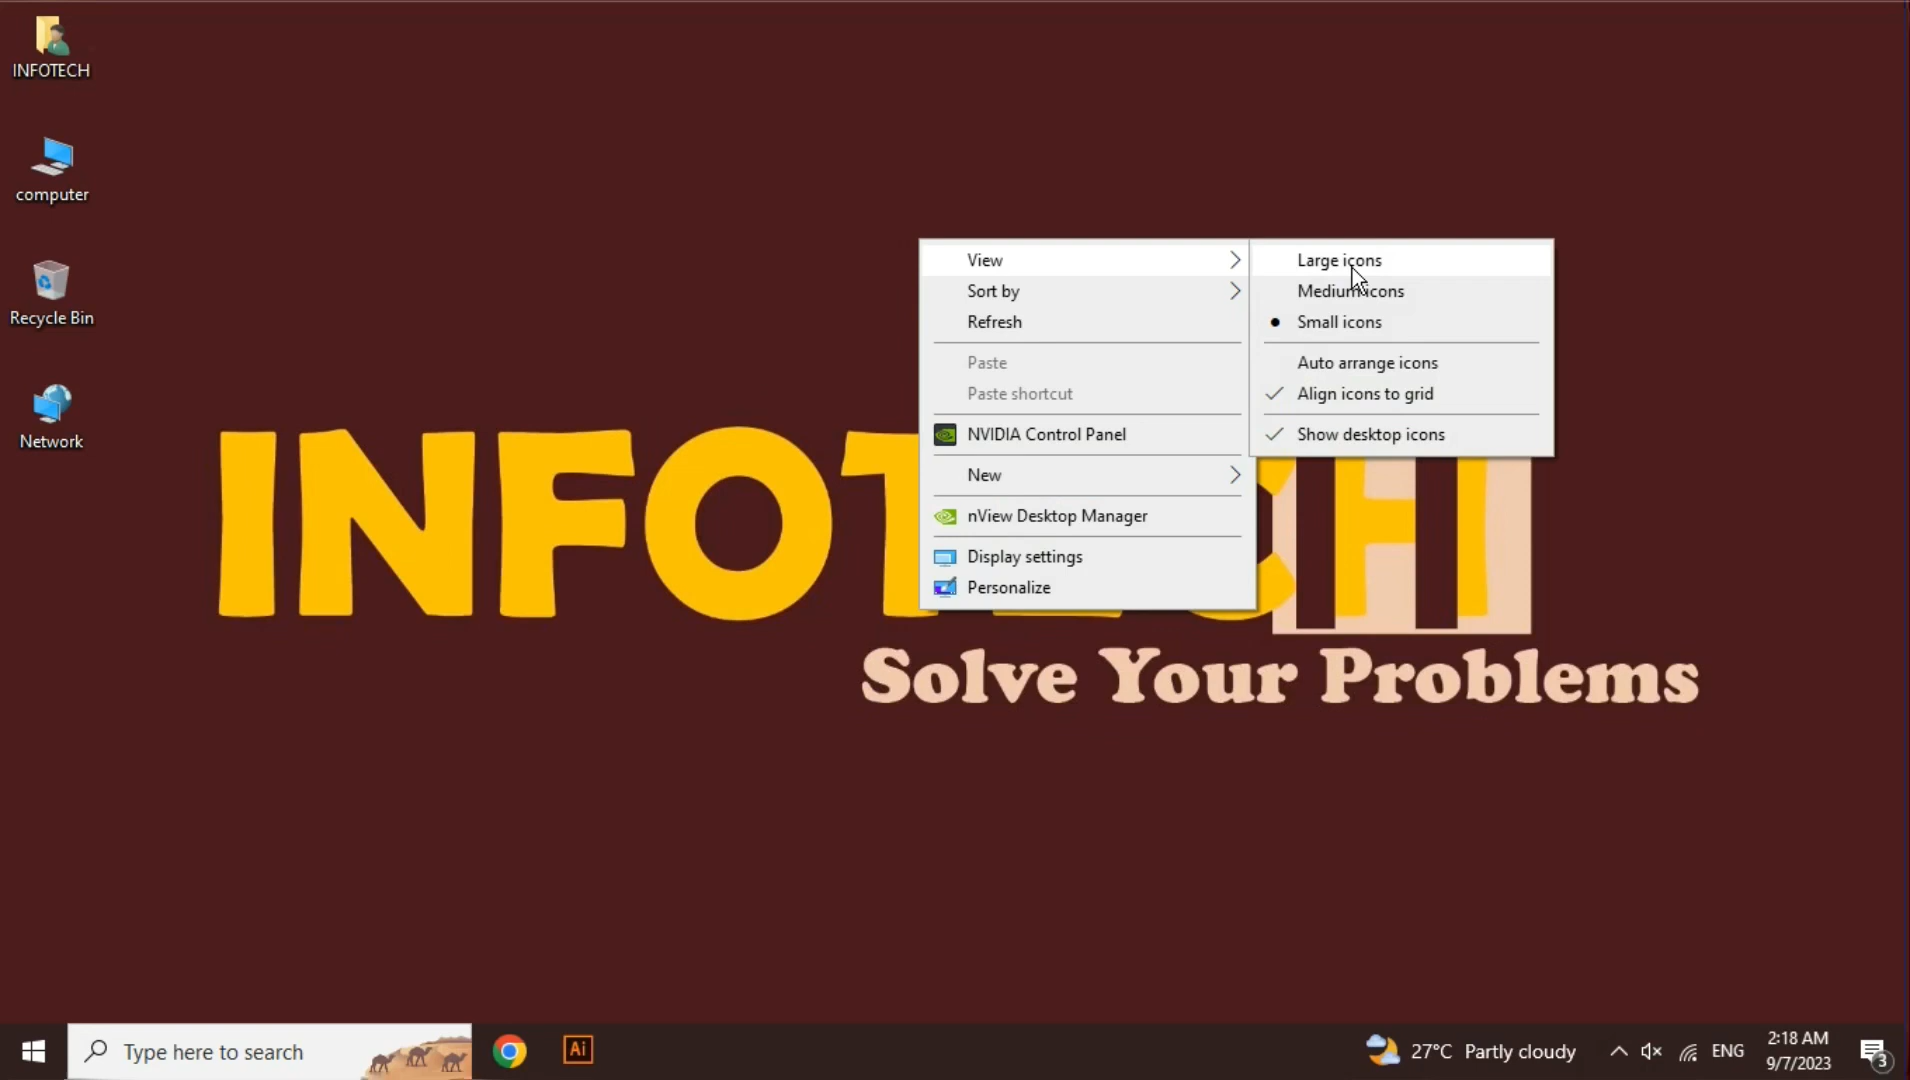 INFOTECH
computer
Recycle Bin
Network
View
Sort by
Refresh
Paste
Paste shortcut
NVIDIA Control Panel
New
nView Desktop Manager
Display settings
Personalize
Large icons
Medium icons
Small icons
Auto arrange icons
Align icons to grid
Show desktop icons
INFOTECH
Solve Your Problems
Type here to search
Ai
27°C Partly cloudy
ENG
2:18 AM
9/7/2023
3